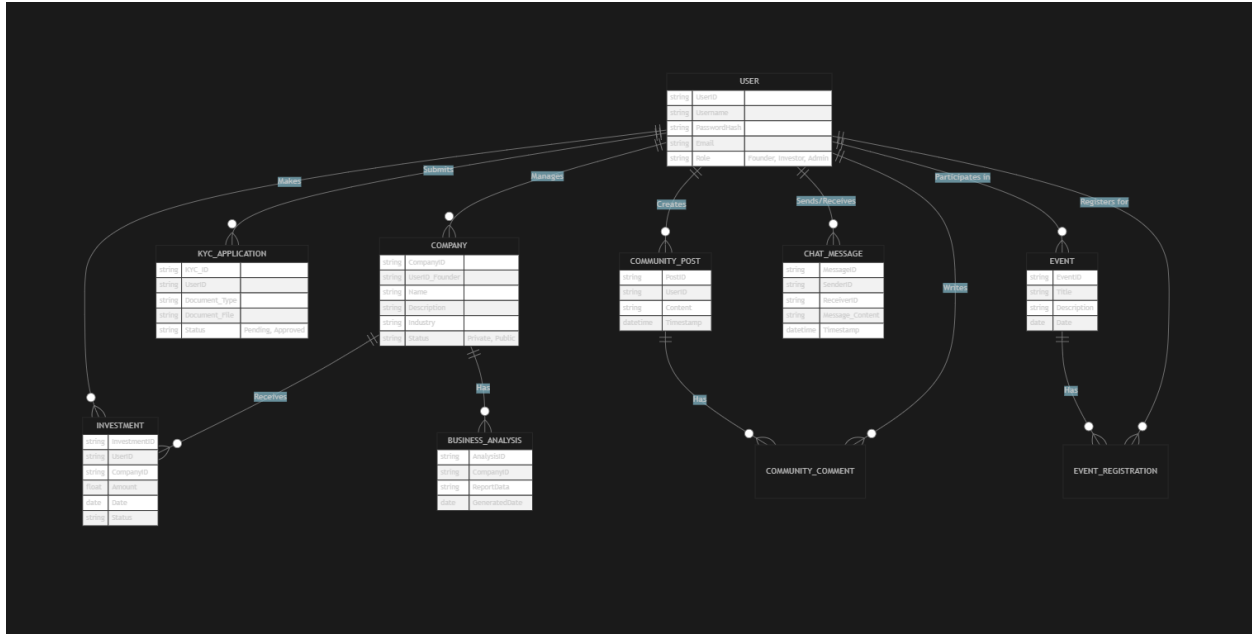 USER
string UserID
string Username
string PasswordHash
string Email
string Role Founder, Investor, Admin
Makes
Submits
Manages
Creates
Sends/Receives
Participates in
Registers for
Writes
KYC_APPLICATION
string KYC_ID
string UserID
string Document_Type
string Document_File
string Status Pending, Approved
COMPANY
string CompanyID
string UserID_Founder
string Name
string Description
string Industry
string Status Private, Public
COMMUNITY_POST
string PostID
string UserID
string Content
datetime Timestamp
CHAT_MESSAGE
string MessageID
string SenderID
string ReceiverID
string Message_Content
datetime Timestamp
EVENT
string EventID
string Title
string Description
date Date
Receives
Has
Has
Has
INVESTMENT
string InvestmentID
string UserID
string CompanyID
float Amount
date Date
string Status
BUSINESS_ANALYSIS
string AnalysisID
string CompanyID
string ReportData
date GeneratedDate
COMMUNITY_COMMENT
EVENT_REGISTRATION